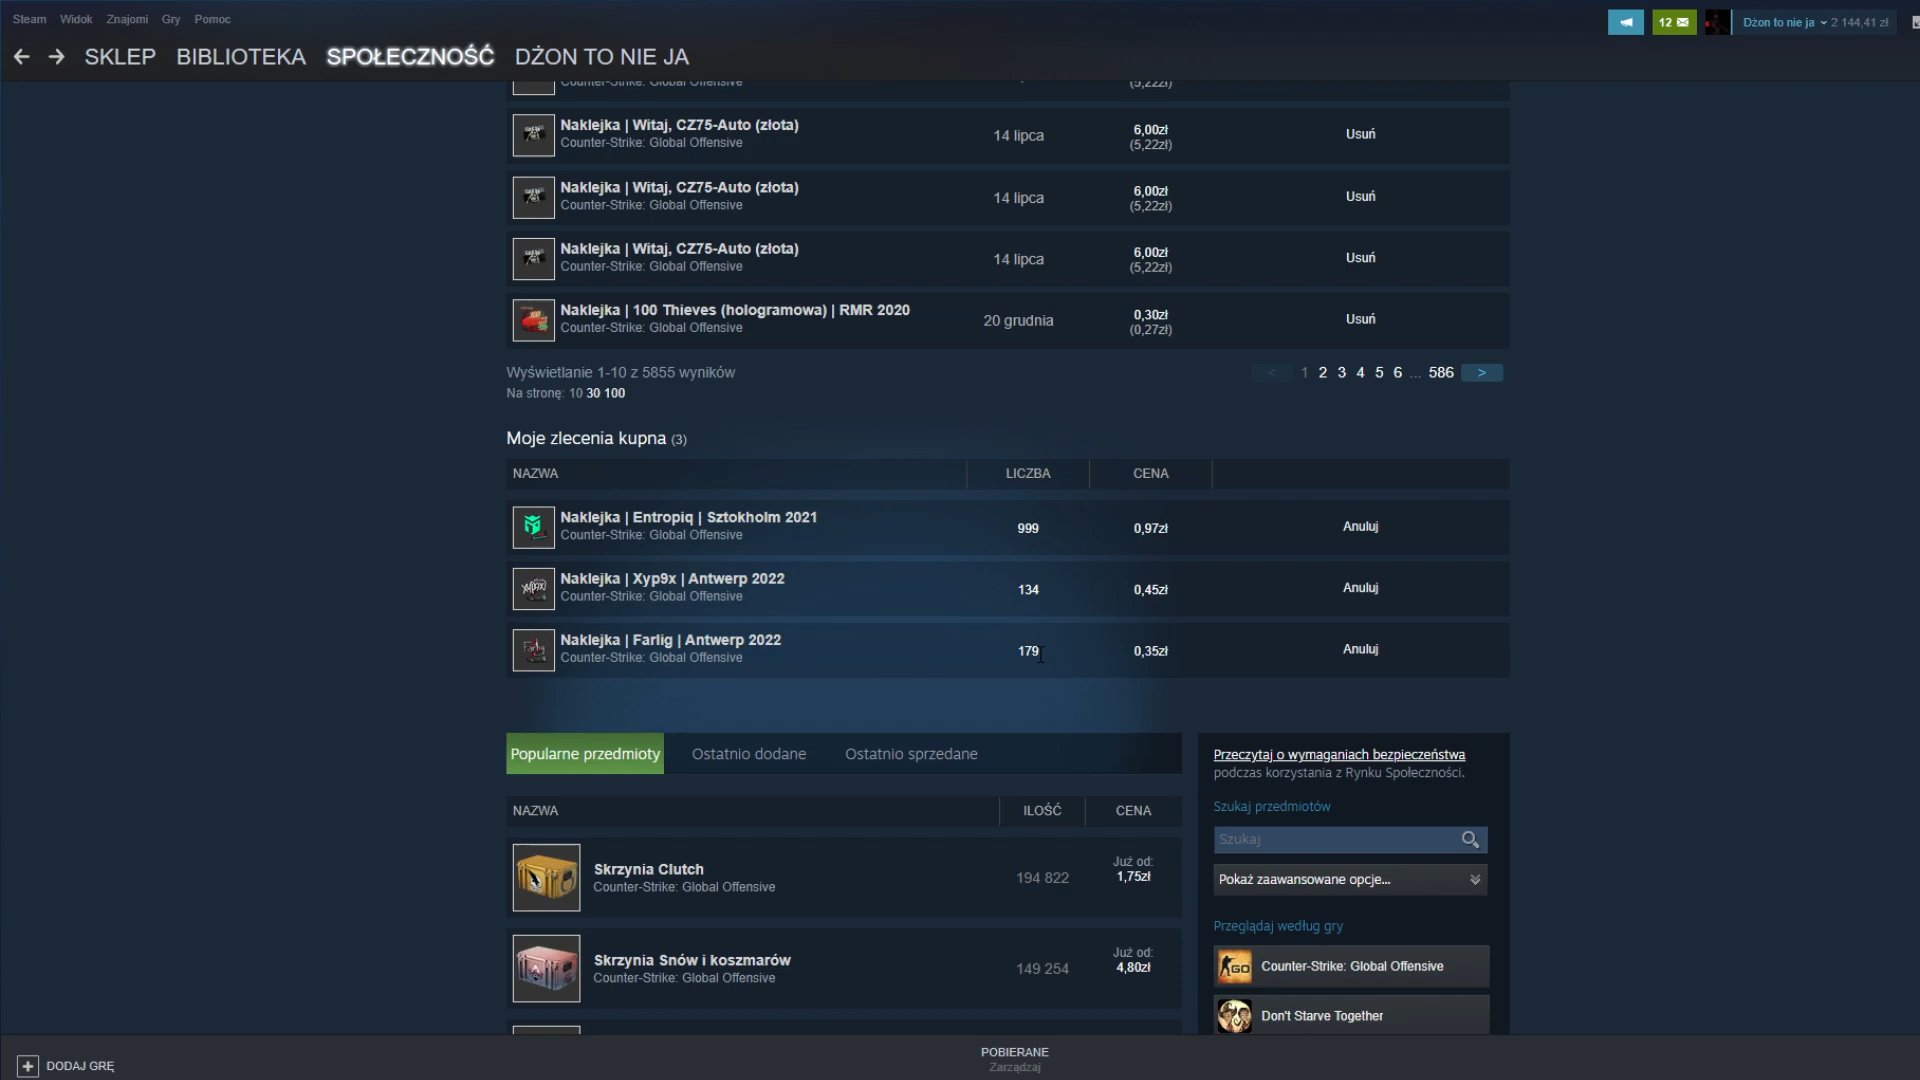 Steam Widok Znajomi Gry Pomoc
12 Dżon to nie ja 2 144,41 zł
SKLEP BIBLIOTEKA SPOŁECZNOŚĆ DŻON TO NIE JA
Counter-Strike: Global Offensive (5,22zł)
Naklejka | Witaj, CZ75-Auto (złota)
Counter-Strike: Global Offensive
14 lipca
6,00zł
(5,22zł)
Usuń
Naklejka | Witaj, CZ75-Auto (złota)
Counter-Strike: Global Offensive
14 lipca
6,00zł
(5,22zł)
Usuń
Naklejka | Witaj, CZ75-Auto (złota)
Counter-Strike: Global Offensive
14 lipca
6,00zł
(5,22zł)
Usuń
Naklejka | 100 Thieves (hologramowa) | RMR 2020
Counter-Strike: Global Offensive
20 grudnia
0,30zł
(0,27zł)
Usuń
Wyświetlanie 1-10 z 5855 wyników
< 1 2 3 4 5 6 ... 586 >
Na stronę: 10 30 100
Moje zlecenia kupna (3)
NAZWA LICZBA CENA
Naklejka | Entropiq | Sztokholm 2021
Counter-Strike: Global Offensive
999
0,97zł
Anuluj
Naklejka | Xyp9x | Antwerp 2022
Counter-Strike: Global Offensive
134
0,45zł
Anuluj
Naklejka | Farlig | Antwerp 2022
Counter-Strike: Global Offensive
179
0,35zł
Anuluj
Popularne przedmioty Ostatnio dodane Ostatnio sprzedane
NAZWA ILOŚĆ CENA
Skrzynia Clutch
Counter-Strike: Global Offensive
194 822
Już od:
1,75zł
Skrzynia Snów i koszmarów
Counter-Strike: Global Offensive
149 254
Już od:
4,80zł
Przeczytaj o wymaganiach bezpieczeństwa
podczas korzystania z Rynku Społeczności.
Szukaj przedmiotów
Szukaj
Pokaż zaawansowane opcje...
Przeglądaj według gry
Counter-Strike: Global Offensive
Don't Starve Together
DODAJ GRĘ
POBIERANE
Zarządzaj